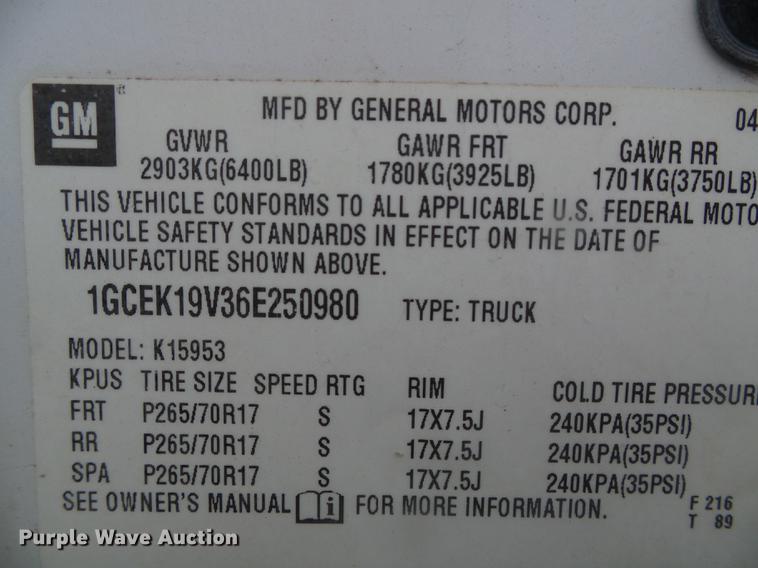 GM
MFD BY GENERAL MOTORS CORP. 04
GVWR GAWR FRT GAWR RR
2903KG(6400LB) 1780KG(3925LB) 1701KG(3750LB)
THIS VEHICLE CONFORMS TO ALL APPLICABLE U.S. FEDERAL MOTO
VEHICLE SAFETY STANDARDS IN EFFECT ON THE DATE OF
MANUFACTURE SHOWN ABOVE.
1GCEK19V36E250980 TYPE: TRUCK
MODEL: K15953
KPUS TIRE SIZE SPEED RTG RIM COLD TIRE PRESSUR
FRT P265/70R17 S 17X7.5J 240KPA(35PSI)
RR P265/70R17 S 17X7.5J 240KPA(35PSI)
SPA P265/70R17 S 17X7.5J 240KPA(35PSI)
SEE OWNER'S MANUAL i FOR MORE INFORMATION. F 216
T 89
Purple Wave Auction